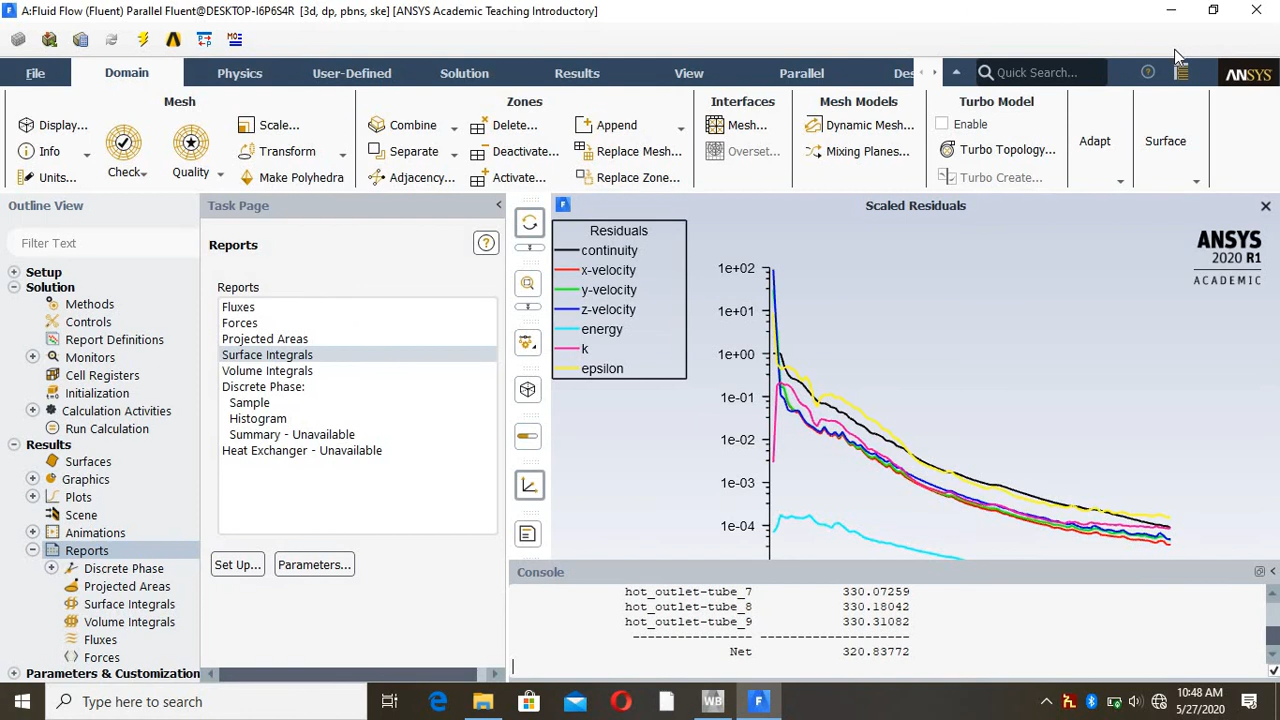 A:Fluid Flow (Fluent) Parallel Fluent@DESKTOP-I6P6S4R [3d, dp, pbns, ske] [ANSYS Academic Teaching Introductory]
File Domain Physics User-Defined Solution Results View Parallel Des Quick Search... ANSYS
Mesh
Display...
Info
Units...
Check
Quality
Scale...
Transform
Make Polyhedra
Zones
Combine
Separate
Adjacency...
Delete...
Deactivate...
Activate...
Append
Replace Mesh...
Replace Zone...
Interfaces
Mesh...
Overset...
Mesh Models
Dynamic Mesh...
Mixing Planes...
Turbo Model
Enable
Turbo Topology...
Turbo Create...
Adapt
Surface
Outline View
Filter Text
Setup
Solution
Methods
Controls
Report Definitions
Monitors
Cell Registers
Initialization
Calculation Activities
Run Calculation
Results
Surfaces
Graphics
Plots
Scene
Animations
Reports
Discrete Phase
Projected Areas
Surface Integrals
Volume Integrals
Fluxes
Forces
Parameters & Customization
Task Page
Reports
Reports
Fluxes
Forces
Projected Areas
Surface Integrals
Volume Integrals
Discrete Phase:
Sample
Histogram
Summary - Unavailable
Heat Exchanger - Unavailable
Set Up... Parameters...
Scaled Residuals
Residuals
continuity
x-velocity
y-velocity
z-velocity
energy
k
epsilon
ANSYS
2020 R1
ACADEMIC
1e+02
1e+01
1e+00
1e-01
1e-02
1e-03
1e-04
Console
hot_outlet-tube_7 330.07259
hot_outlet-tube_8 330.18042
hot_outlet-tube_9 330.31082
---------------- --------------------
Net 320.83772
Type here to search
WB
10:48 AM
5/27/2020